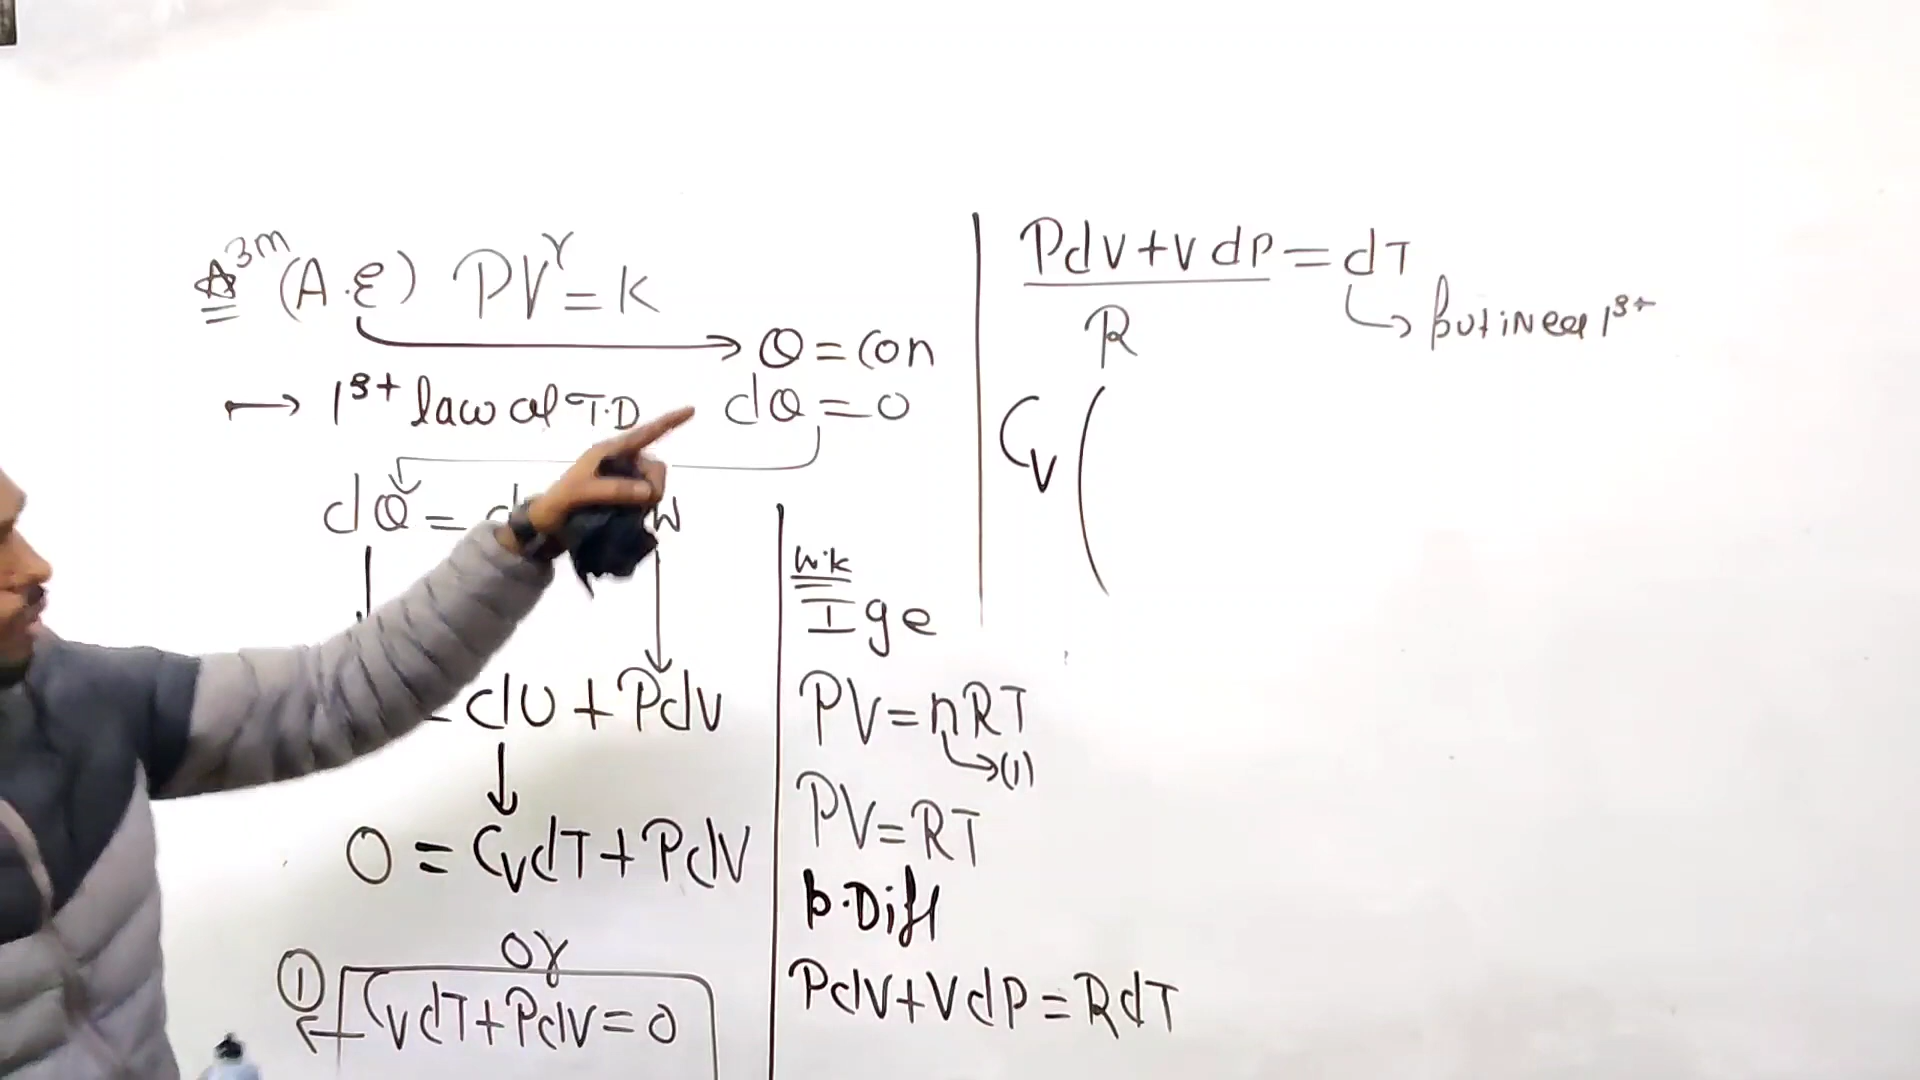 3m (A.E) PV^γ = K
Q = Con
→ 1st law of T.D dQ = 0
dQ = d W
dU + PdV
0 = CvdT + PdV
or
① CvdT + PdV = 0
w.k
Ige
PV = nRT
→(1)
PV = RT
D.Diff
PdV + VdP = RdT
PdV + VdP = dT
R
→ Put in eq 1st
Cv (